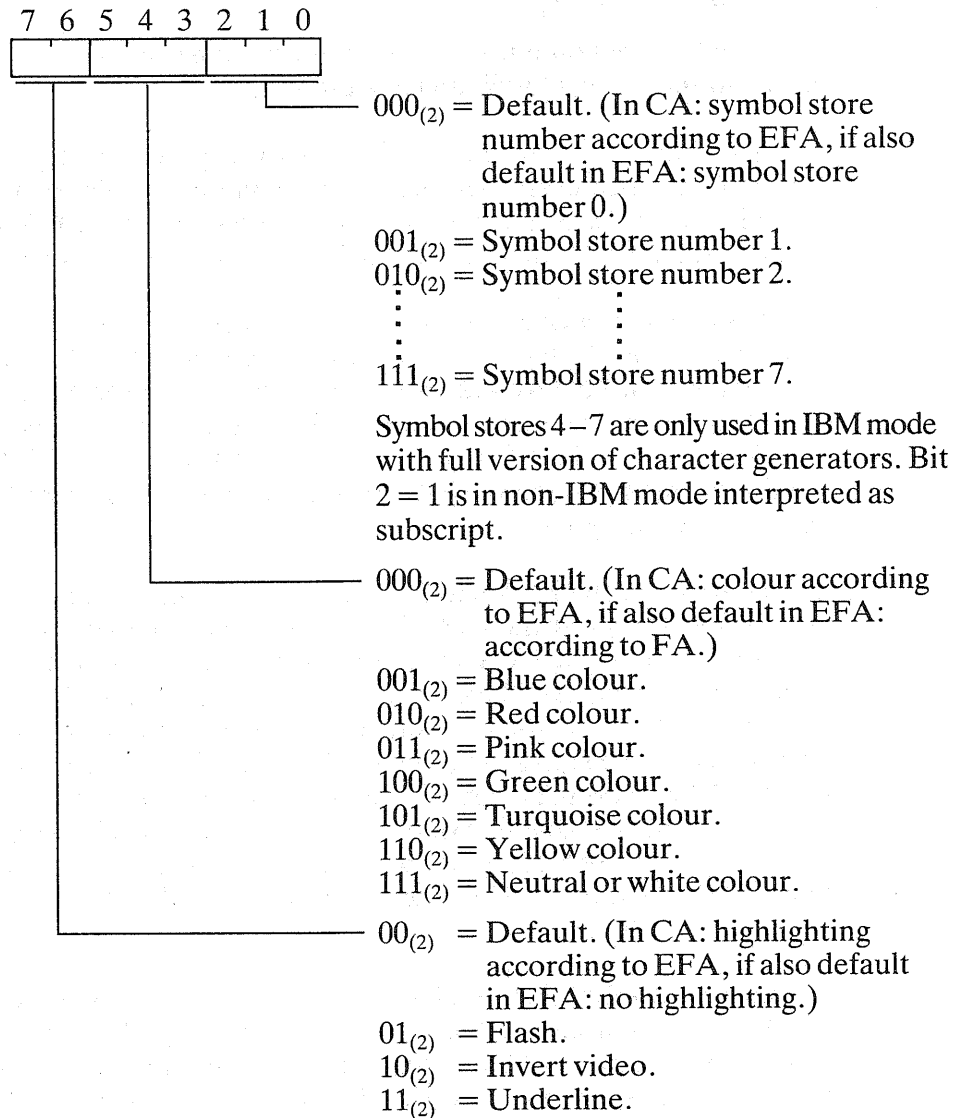 7 6 5 4 3 2 1 0
000(2) = Default. (In CA: symbol store
number according to EFA, if also
default in EFA: symbol store
number 0.)
001(2) = Symbol store number 1.
010(2) = Symbol store number 2.
111(2) = Symbol store number 7.
Symbol stores 4–7 are only used in IBM mode
with full version of character generators. Bit
2 = 1 is in non-IBM mode interpreted as
subscript.
000(2) = Default. (In CA: colour according
to EFA, if also default in EFA:
according to FA.)
001(2) = Blue colour.
010(2) = Red colour.
011(2) = Pink colour.
100(2) = Green colour.
101(2) = Turquoise colour.
110(2) = Yellow colour.
111(2) = Neutral or white colour.
00(2) = Default. (In CA: highlighting
according to EFA, if also default
in EFA: no highlighting.)
01(2) = Flash.
10(2) = Invert video.
11(2) = Underline.